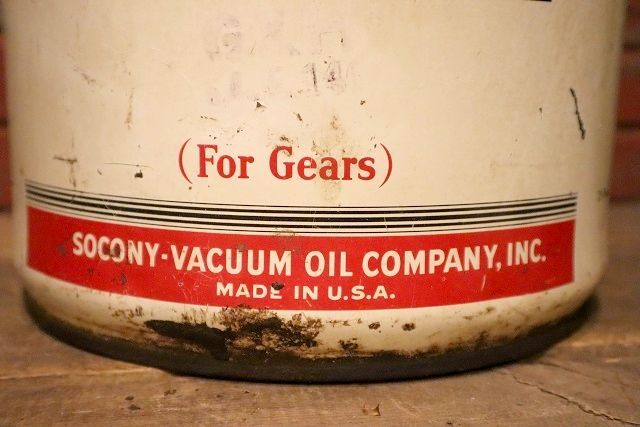 (For Gears)
SOCONY-VACUUM OIL COMPANY, INC.
MADE IN U.S.A.